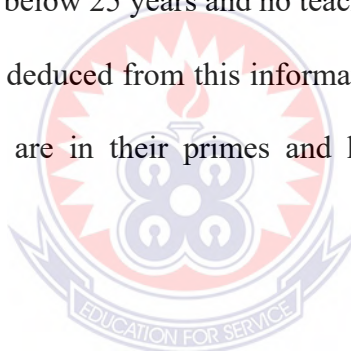 below 25 years and no teac
deduced from this informa
are in their primes and
EDUCATION FOR SERVICE